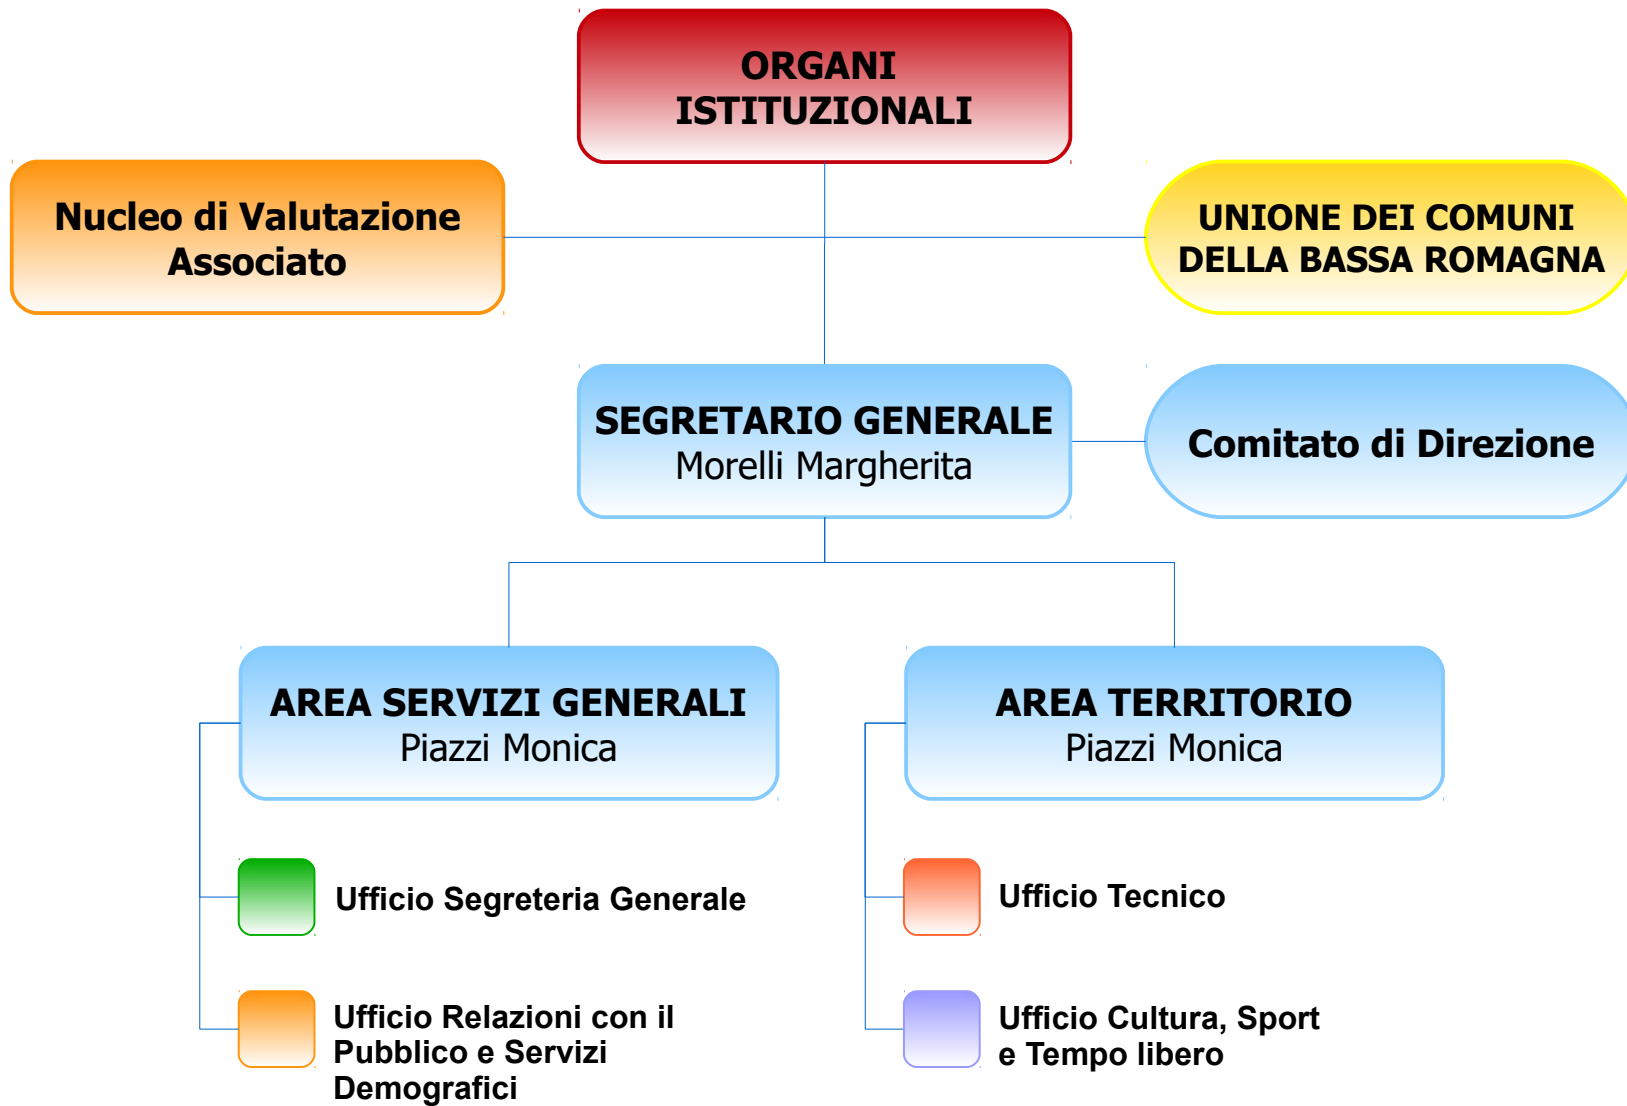 ORGANI
ISTITUZIONALI
Nucleo di Valutazione
Associato
UNIONE DEI COMUNI
DELLA BASSA ROMAGNA
SEGRETARIO GENERALE
Morelli Margherita
Comitato di Direzione
AREA SERVIZI GENERALI
Piazzi Monica
AREA TERRITORIO
Piazzi Monica
Ufficio Segreteria Generale
Ufficio Tecnico
Ufficio Relazioni con il
Pubblico e Servizi
Demografici
Ufficio Cultura, Sport
e Tempo libero